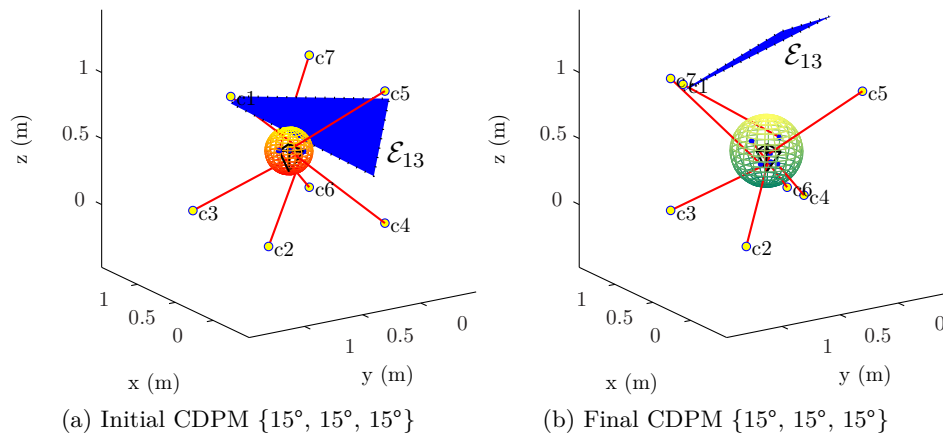 z (m)
1
0.5
0
1
0.5
0
x (m)
1
0.5
0
y (m)
c7
c1
c5
ℰ13
c6
c3
c4
c2
(a) Initial CDPM {15°, 15°, 15°}
z (m)
1
0.5
0
1
0.5
0
x (m)
1
0.5
0
y (m)
ℰ13
c7
c1
c5
c6
c4
c3
c2
(b) Final CDPM {15°, 15°, 15°}